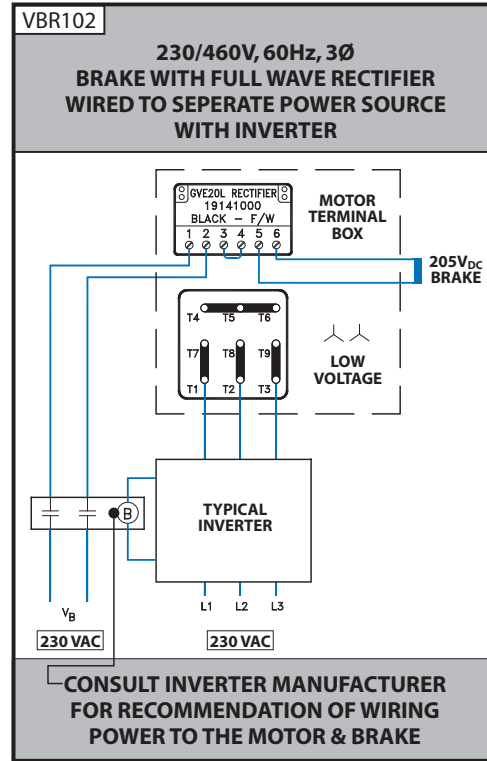 VBR102
230/460V, 60Hz, 3Ø
BRAKE WITH FULL WAVE RECTIFIER
WIRED TO SEPERATE POWER SOURCE
WITH INVERTER
GVE20L RECTIFIER
19141000
BLACK – F/W
1 2 3 4 5 6
MOTOR
TERMINAL
BOX
205VDC
BRAKE
T4 T5 T6
T7 T8 T9
T1 T2 T3
LOW
VOLTAGE
B
TYPICAL
INVERTER
L1 L2 L3
VB
230 VAC
230 VAC
CONSULT INVERTER MANUFACTURER
FOR RECOMMENDATION OF WIRING
POWER TO THE MOTOR & BRAKE